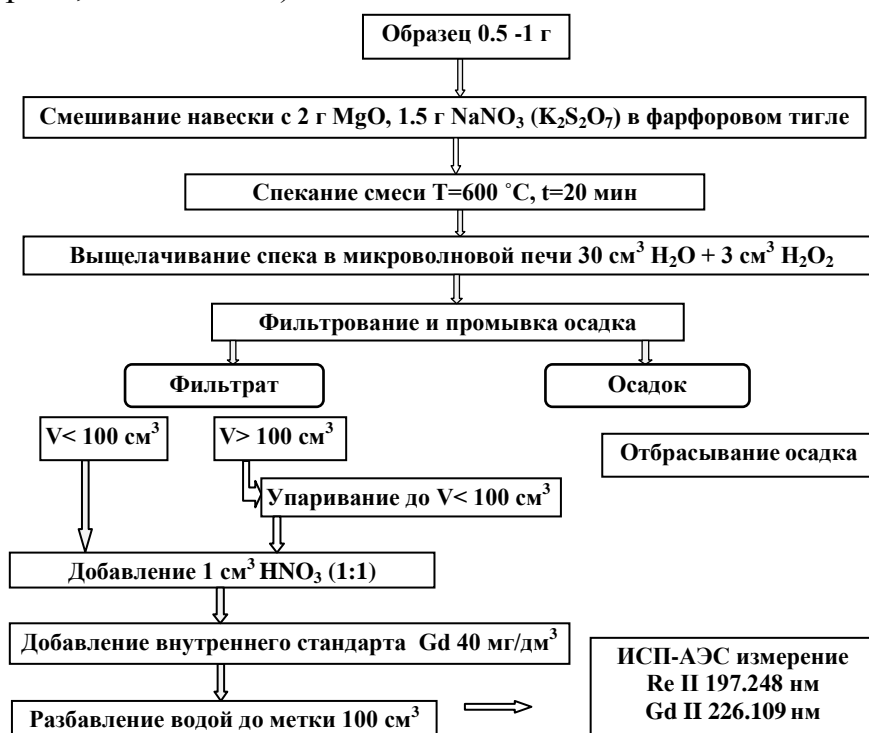 Образец 0.5 -1 г
Смешивание навески с 2 г MgO, 1.5 г NaNO₃ (K₂S₂O₇) в фарфоровом тигле
Спекание смеси T=600 ˚C, t=20 мин
Выщелачивание спека в микроволновой печи 30 см³ H₂O + 3 см³ H₂O₂
Фильтрование и промывка осадка
Фильтрат
Осадок
V< 100 см³
V> 100 см³
Отбрасывание осадка
Упаривание до V< 100 см³
Добавление 1 см³ HNO₃ (1:1)
Добавление внутреннего стандарта Gd 40 мг/дм³
Разбавление водой до метки 100 см³
ИСП-АЭС измерение
Re II 197.248 нм
Gd II 226.109 нм